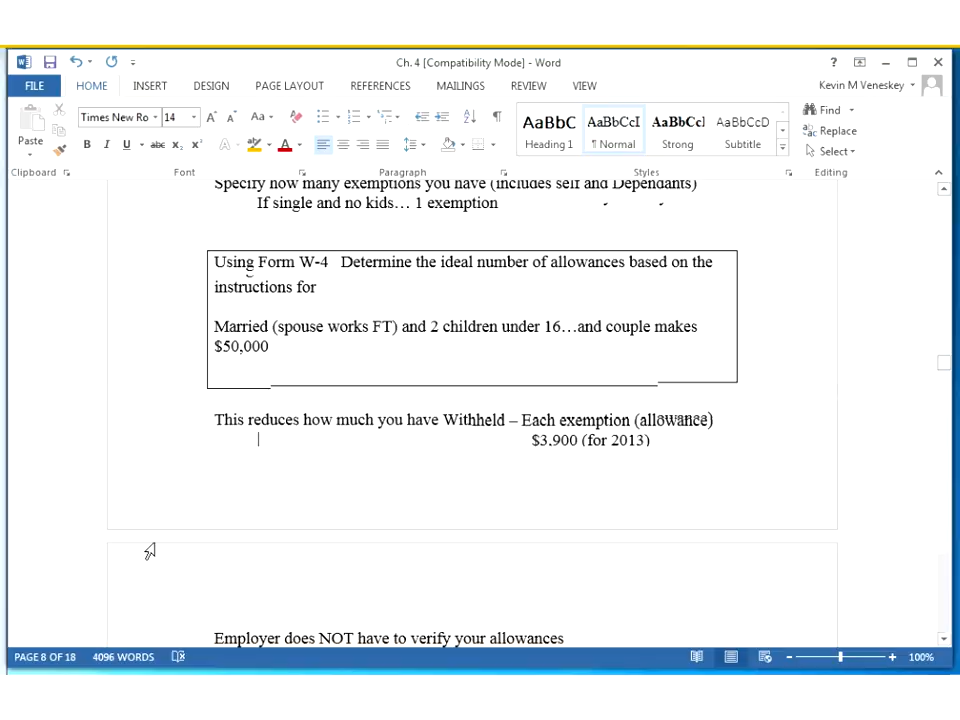 Ch. 4 [Compatibility Mode] - Word
FILE HOME INSERT DESIGN PAGE LAYOUT REFERENCES MAILINGS REVIEW VIEW Kevin M Veneskey
Paste
Times New Ro 14 Aa
AaBbC AaBbCcI AaBbCcI AaBbCcD
Heading 1 ¶ Normal Strong Subtitle
Find
Replace
Select
B I U abc X₂ X² A A
Clipboard Font Paragraph Styles Editing
Specify how many exemptions you have (includes self and Dependants)
If single and no kids… 1 exemption
Using Form W-4 Determine the ideal number of allowances based on the
instructions for
Married (spouse works FT) and 2 children under 16…and couple makes
$50,000
This reduces how much you have Withheld – Each exemption (allowance)
$3,900 (for 2013)
Employer does NOT have to verify your allowances
PAGE 8 OF 18 4096 WORDS 100%